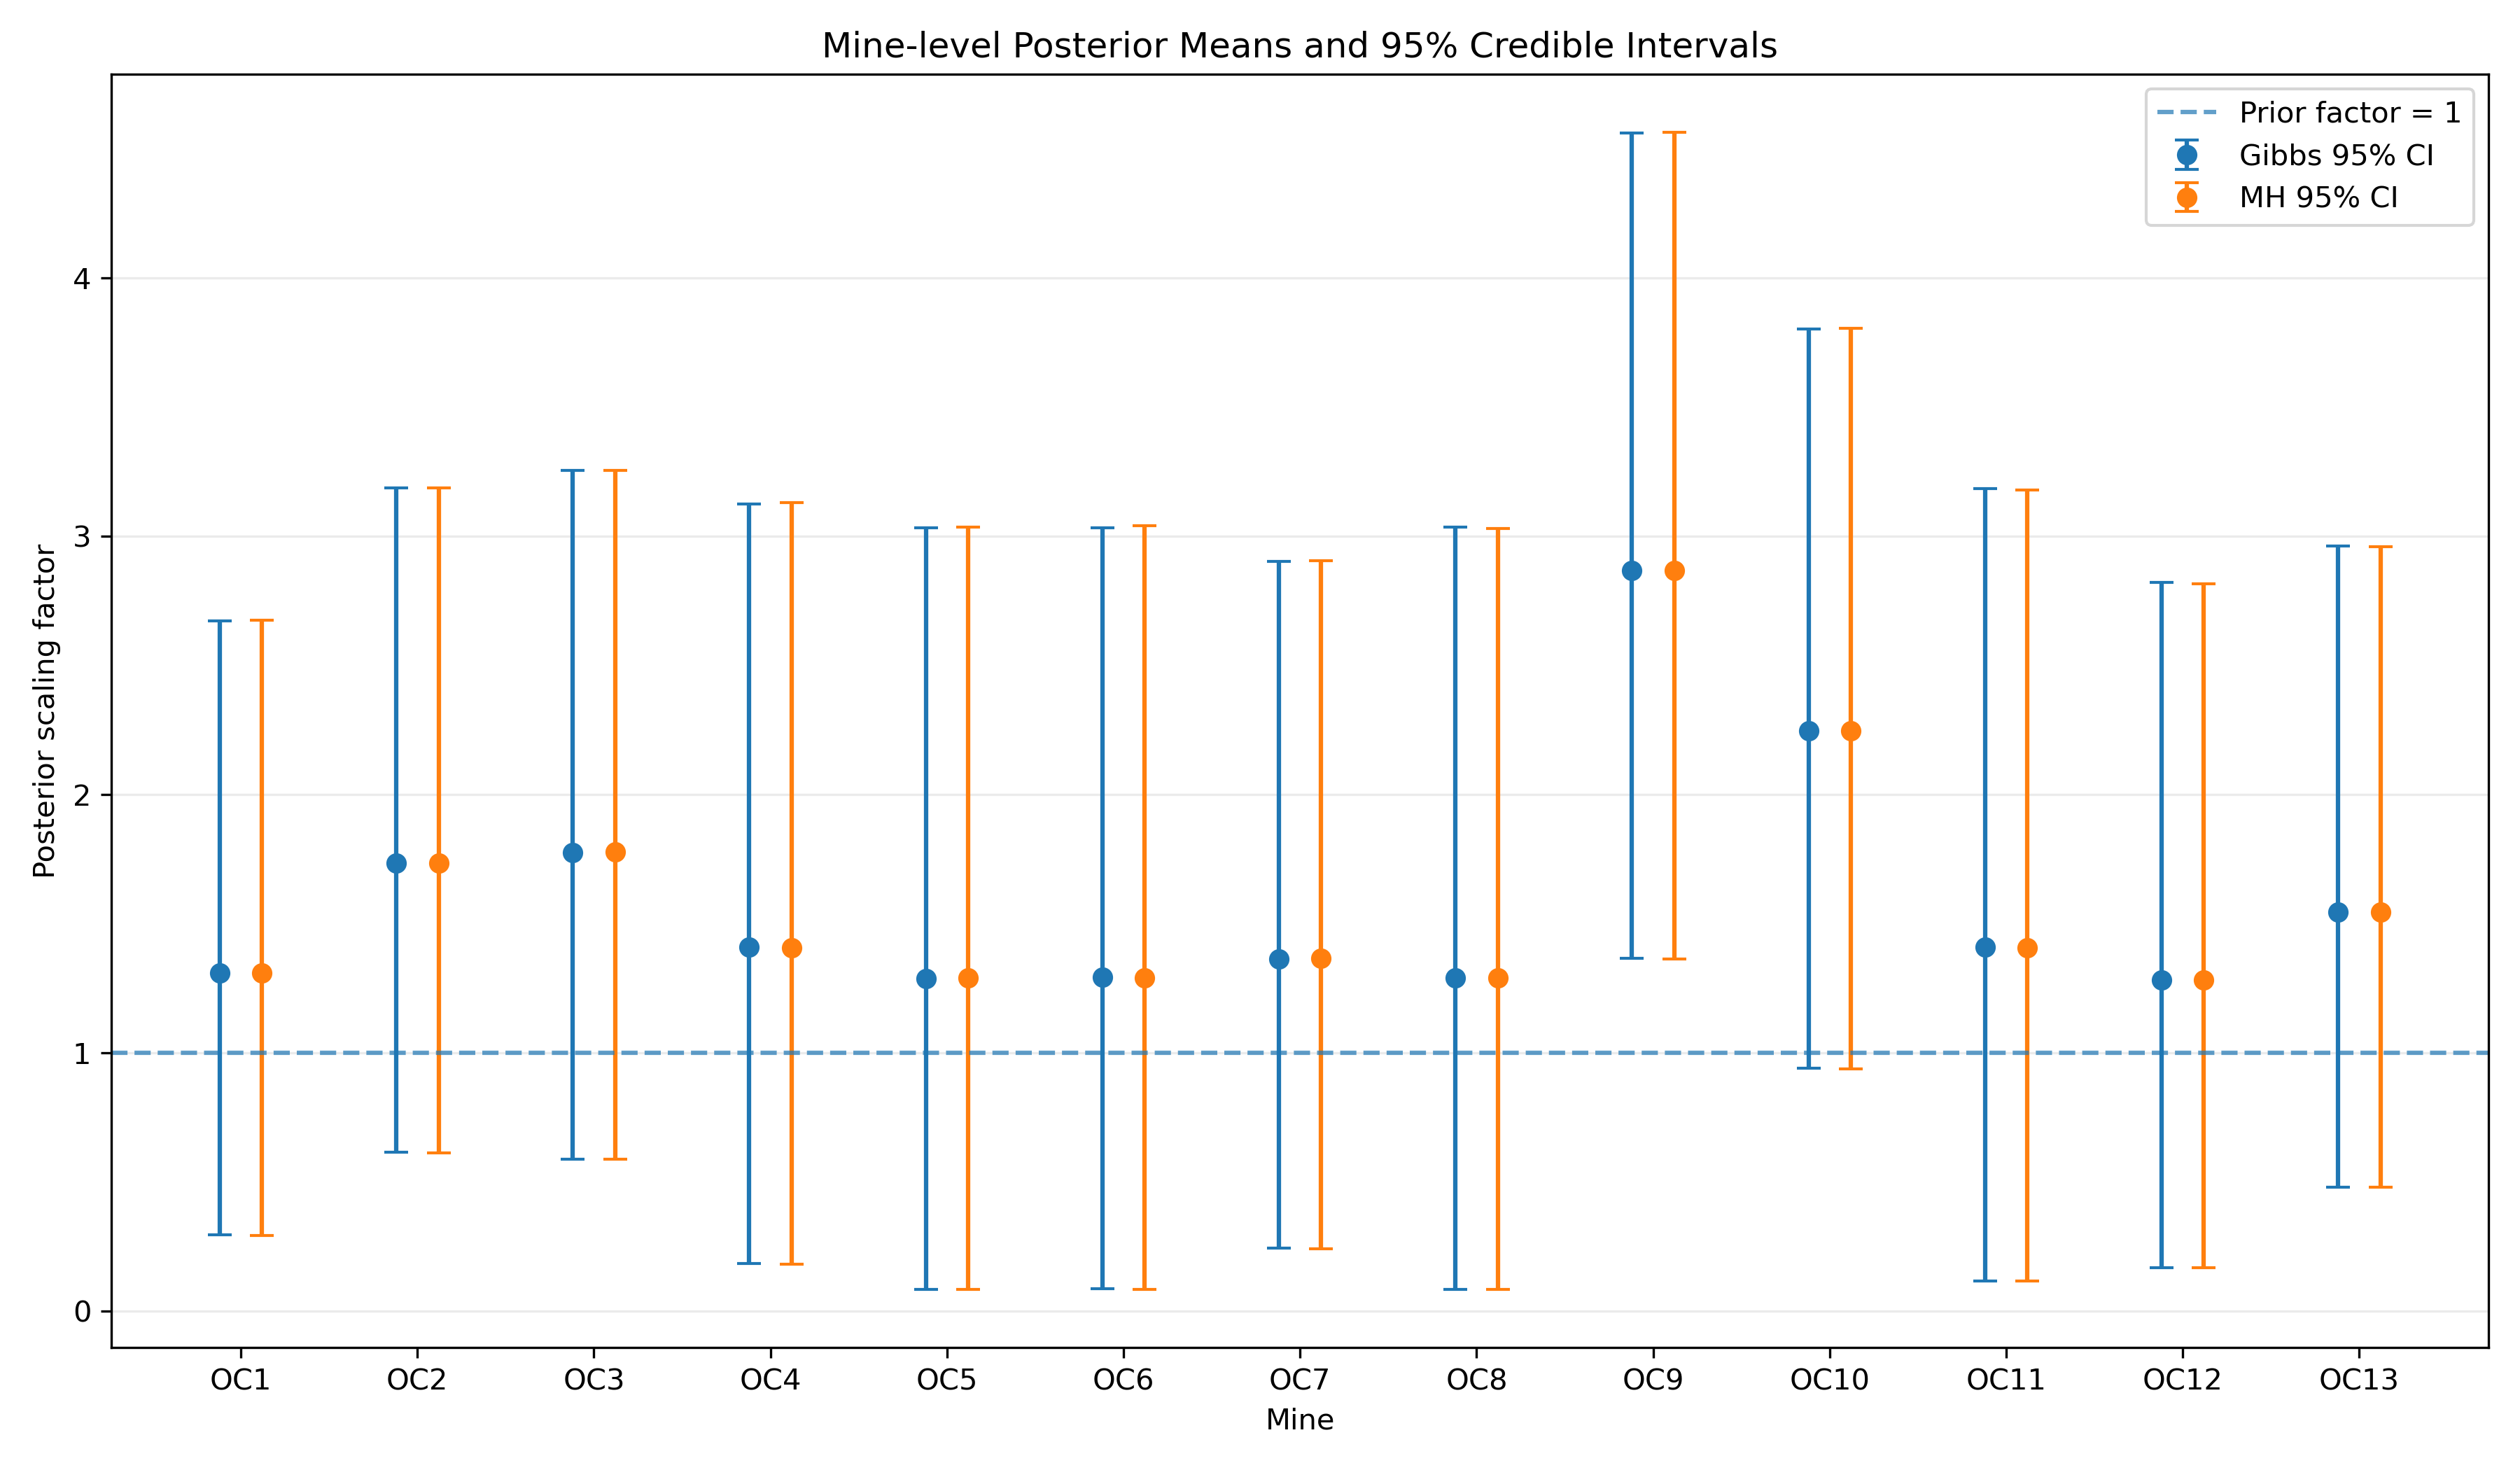 Mine-level Posterior Means and 95% Credible Intervals
Prior factor = 1
Gibbs 95% CI
MH 95% CI
Posterior scaling factor
4
3
2
1
0
OC1 OC2 OC3 OC4 OC5 OC6 OC7 OC8 OC9 OC10 OC11 OC12 OC13
Mine